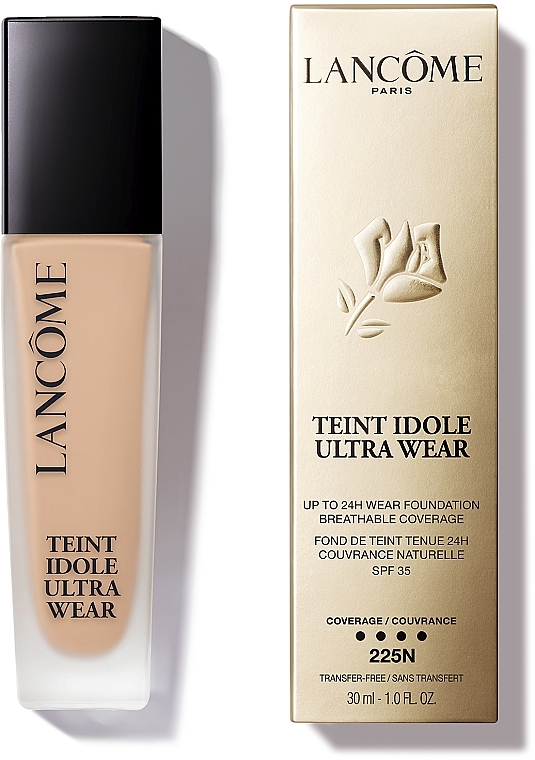 LANCÔME
TEINT
IDOLE
ULTRA
WEAR
LANCÔME
PARIS
TEINT IDOLE
ULTRA WEAR
UP TO 24H WEAR FOUNDATION
BREATHABLE COVERAGE
FOND DE TEINT TENUE 24H
COUVRANCE NATURELLE
SPF 35
COVERAGE / COUVRANCE
● ● ● ●
225N
TRANSFER-FREE / SANS TRANSFERT
30 ml - 1.0 FL. OZ.